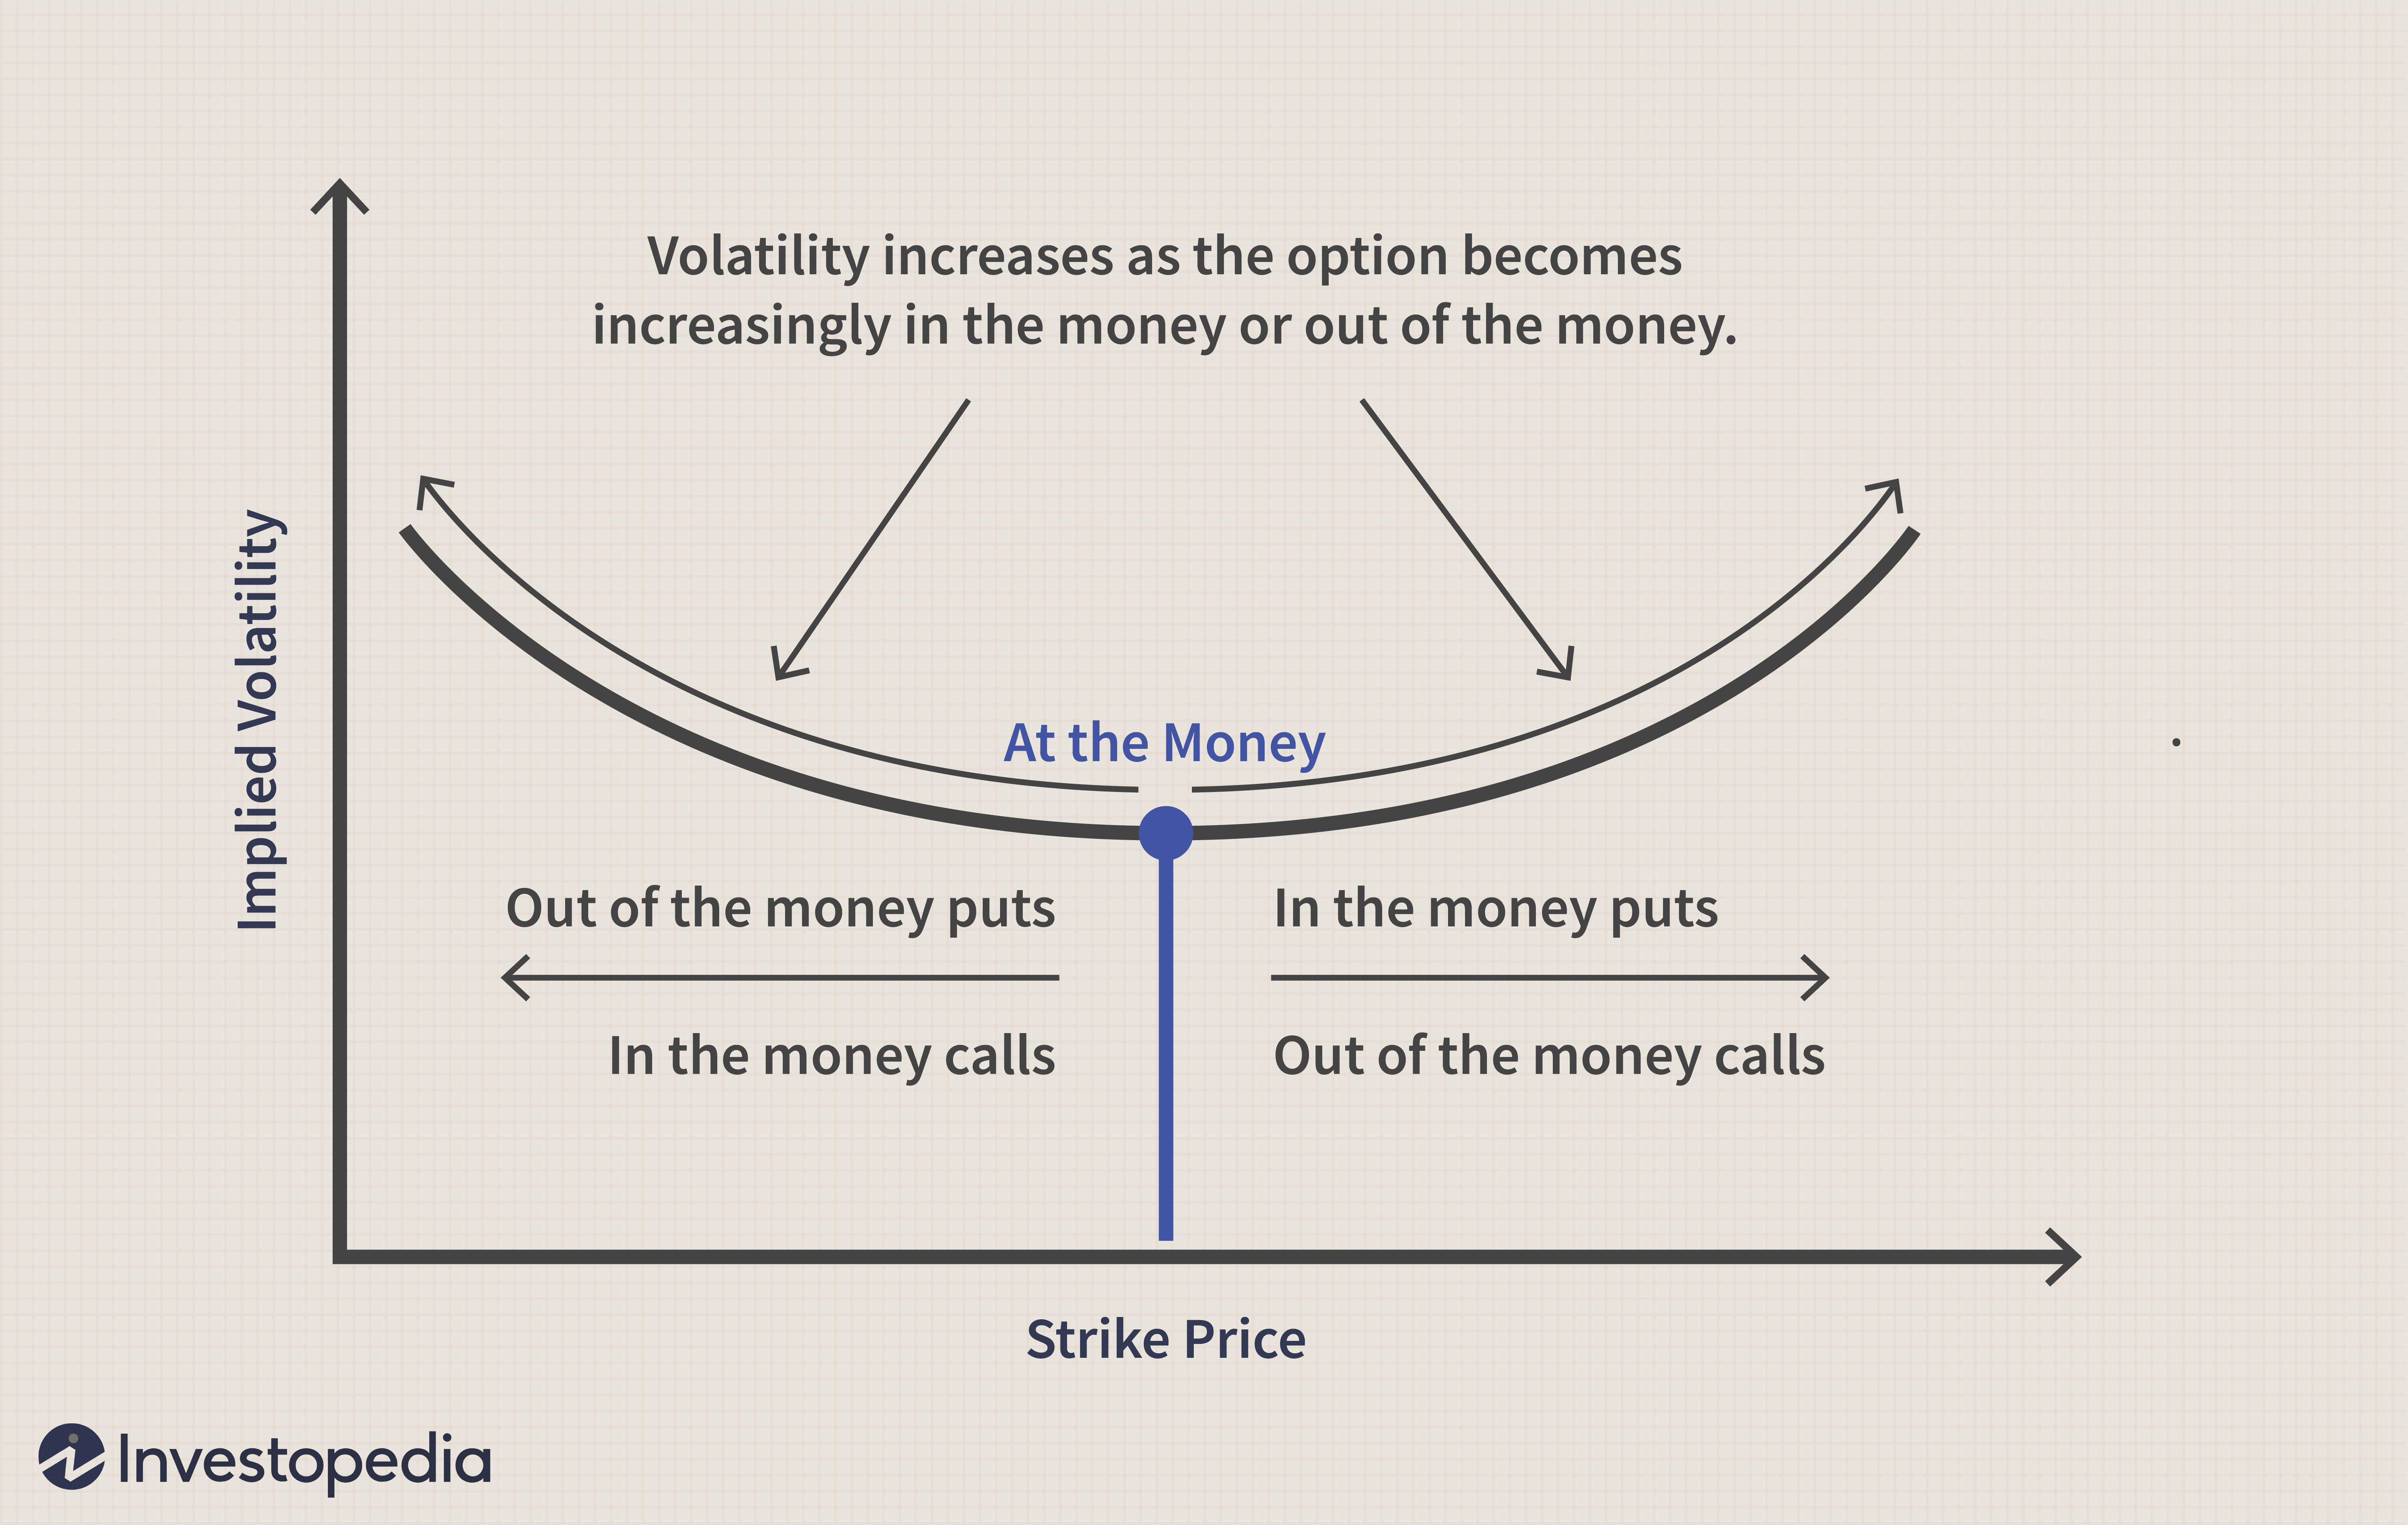 Volatility increases as the option becomes
increasingly in the money or out of the money.
Implied Volatility
At the Money
Out of the money puts
In the money puts
In the money calls
Out of the money calls
Strike Price
Investopedia